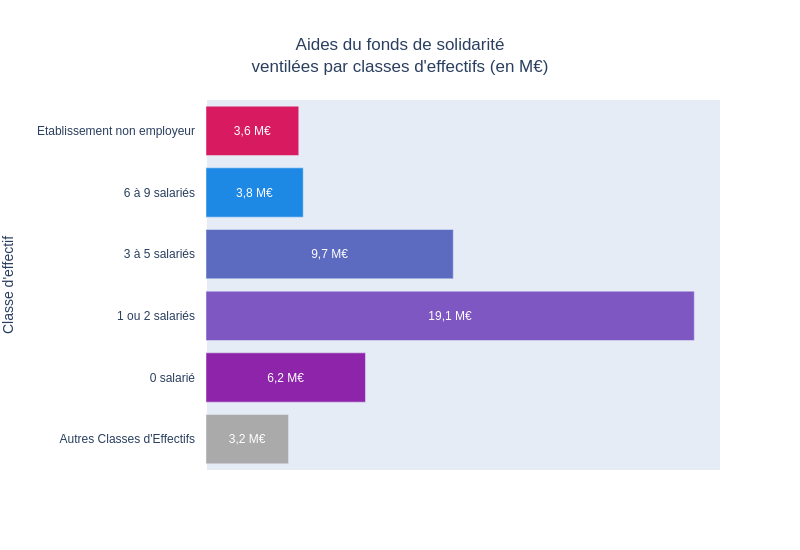 Aides du fonds de solidarité
ventilées par classes d'effectifs (en M€)
Classe d'effectif
Etablissement non employeur
3,6 M€
6 à 9 salariés
3,8 M€
3 à 5 salariés
9,7 M€
1 ou 2 salariés
19,1 M€
0 salarié
6,2 M€
Autres Classes d'Effectifs
3,2 M€